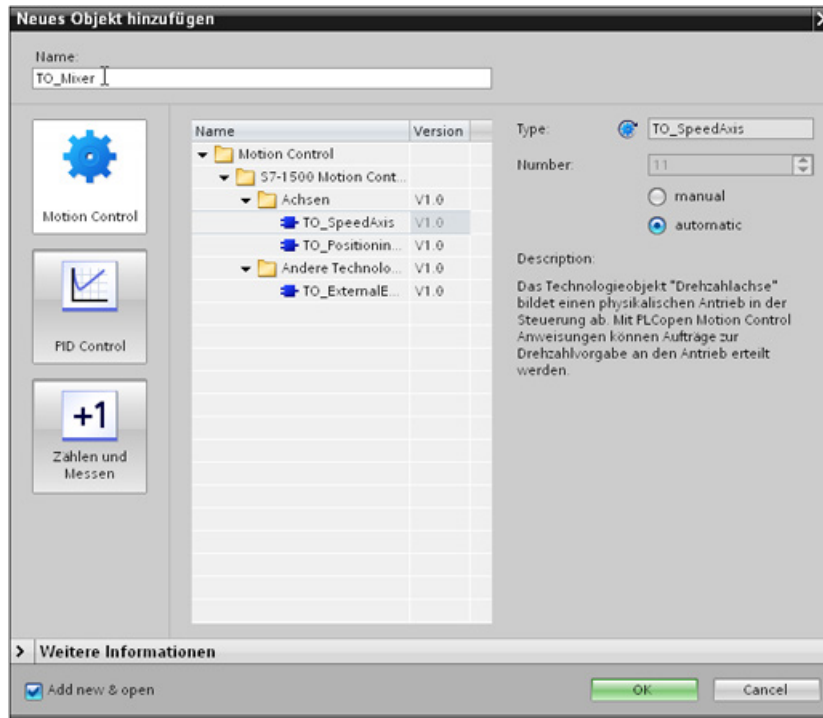 Neues Objekt hinzufügen
Name:
TO_Mixer
Motion Control
PID Control
+1
Zählen und
Messen
Name Version
Motion Control
S7-1500 Motion Cont...
Achsen V1.0
TO_SpeedAxis V1.0
TO_Positionin... V1.0
Andere Technolo... V1.0
TO_ExternalE... V1.0
Type: TO_SpeedAxis
Number: 11
manual
automatic
Description:
Das Technologieobjekt "Drehzahlachse"
bildet einen physikalischen Antrieb in der
Steuerung ab. Mit PLCopen Motion Control
Anweisungen können Aufträge zur
Drehzahlvorgabe an den Antrieb erteilt
werden.
Weitere Informationen
Add new & open
OK
Cancel